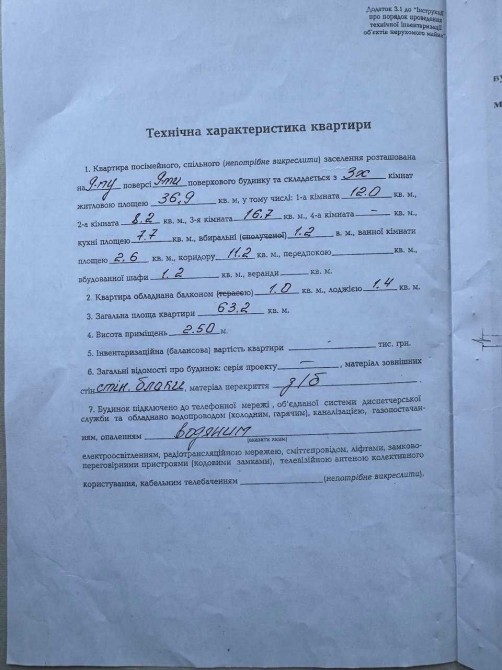 Додаток 3.1 до "Інструкції
про порядок проведення
технічної інвентаризації
об'єктів нерухомого майна"
Технічна характеристика квартири
1. Квартира посімейного, спільного (непотрібне викреслити) заселення розташована
на 9-му поверсі 9ти поверхового будинку та складається з 3х кімнат
житловою площею 36,9 кв. м, у тому числі: 1-а кімната 12.0 кв. м.,
2-а кімната 8.2 кв. м., 3-я кімната 16.7 кв. м., 4-а кімната – кв. м.,
кухні площею 7.7 кв. м., вбиральні (сполученої) 1.2 в. м., ванної кімнати
площею 2.6 кв. м., коридору 11.2 кв. м., передпокою кв. м.,
вбудованої шафи 1.2 кв. м., веранди кв. м.
2. Квартира обладнана балконом (терасою) 1.0 кв. м., лоджією 1.4 кв. м.
3. Загальна площа квартири 63.2 кв. м.
4. Висота приміщень 2.50 м.
5. Інвентаризаційна (балансова) вартість квартири - тис. грн.
6. Загальні відомості про будинок: серія проекту –, матеріал зовнішних
стін стін. блоки, матеріал перекриття з/б.
7. Будинок підключено до телефонної мережі, об'єднаної системи диспетчерської
служби та обладнано водопроводом (холодним, гарячим), каналізацією, газопостачан-
ням, опаленням водяним
(вказати яким)
електроосвітленням, радіотрансляційною мережею, сміттєпровідом, ліфтами, замково-
переговорними пристроями (кодовими замками), телевізійною антеною колективного
користування, кабельним телебаченням (непотрібне викреслити).